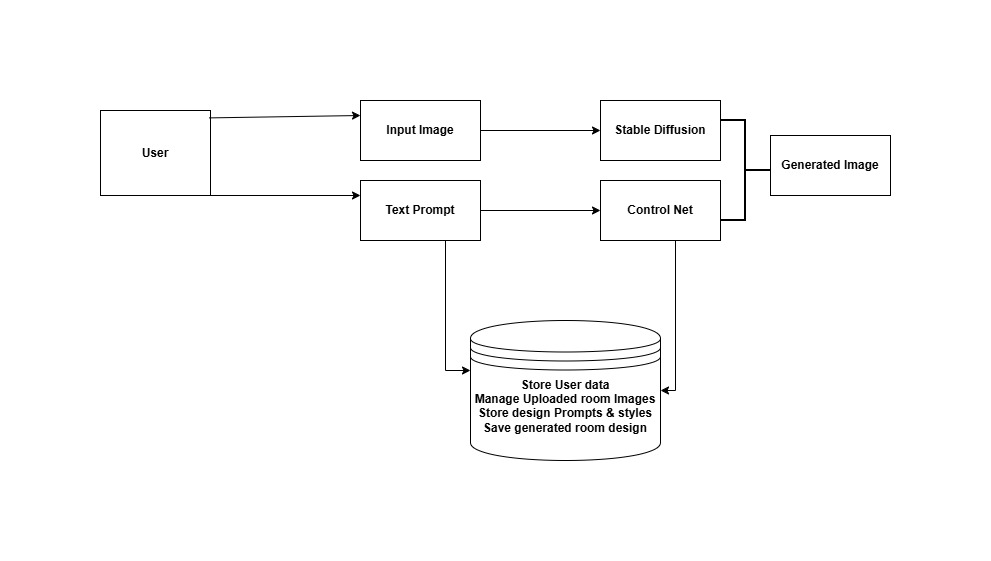 User
Input Image
Stable Diffusion
Generated Image
Text Prompt
Control Net
Store User data
Manage Uploaded room Images
Store design Prompts & styles
Save generated room design